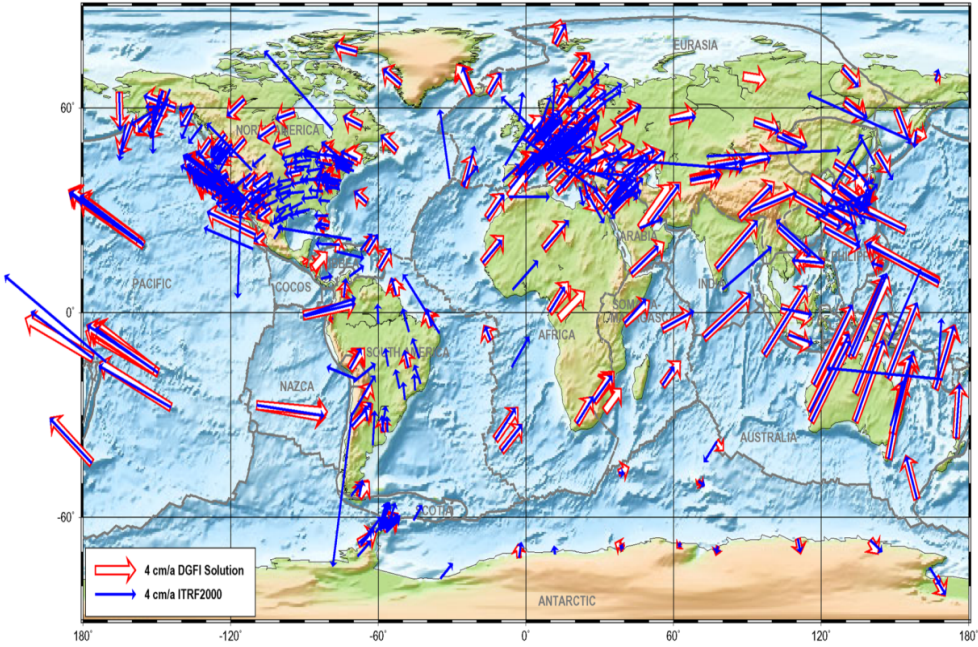 EURASIA
60°
NORTH AMERICA
ARABIA
PACIFIC
COCOS
INDIA
PHILIPPINE
SOMALIA
0°
AFRICA
SOUTH AMERICA
NAZCA
AUSTRALIA
-60°
SCOTIA
4 cm/a DGFI Solution
4 cm/a ITRF2000
ANTARCTIC
180° -120° -60° 0° 60° 120° 180°